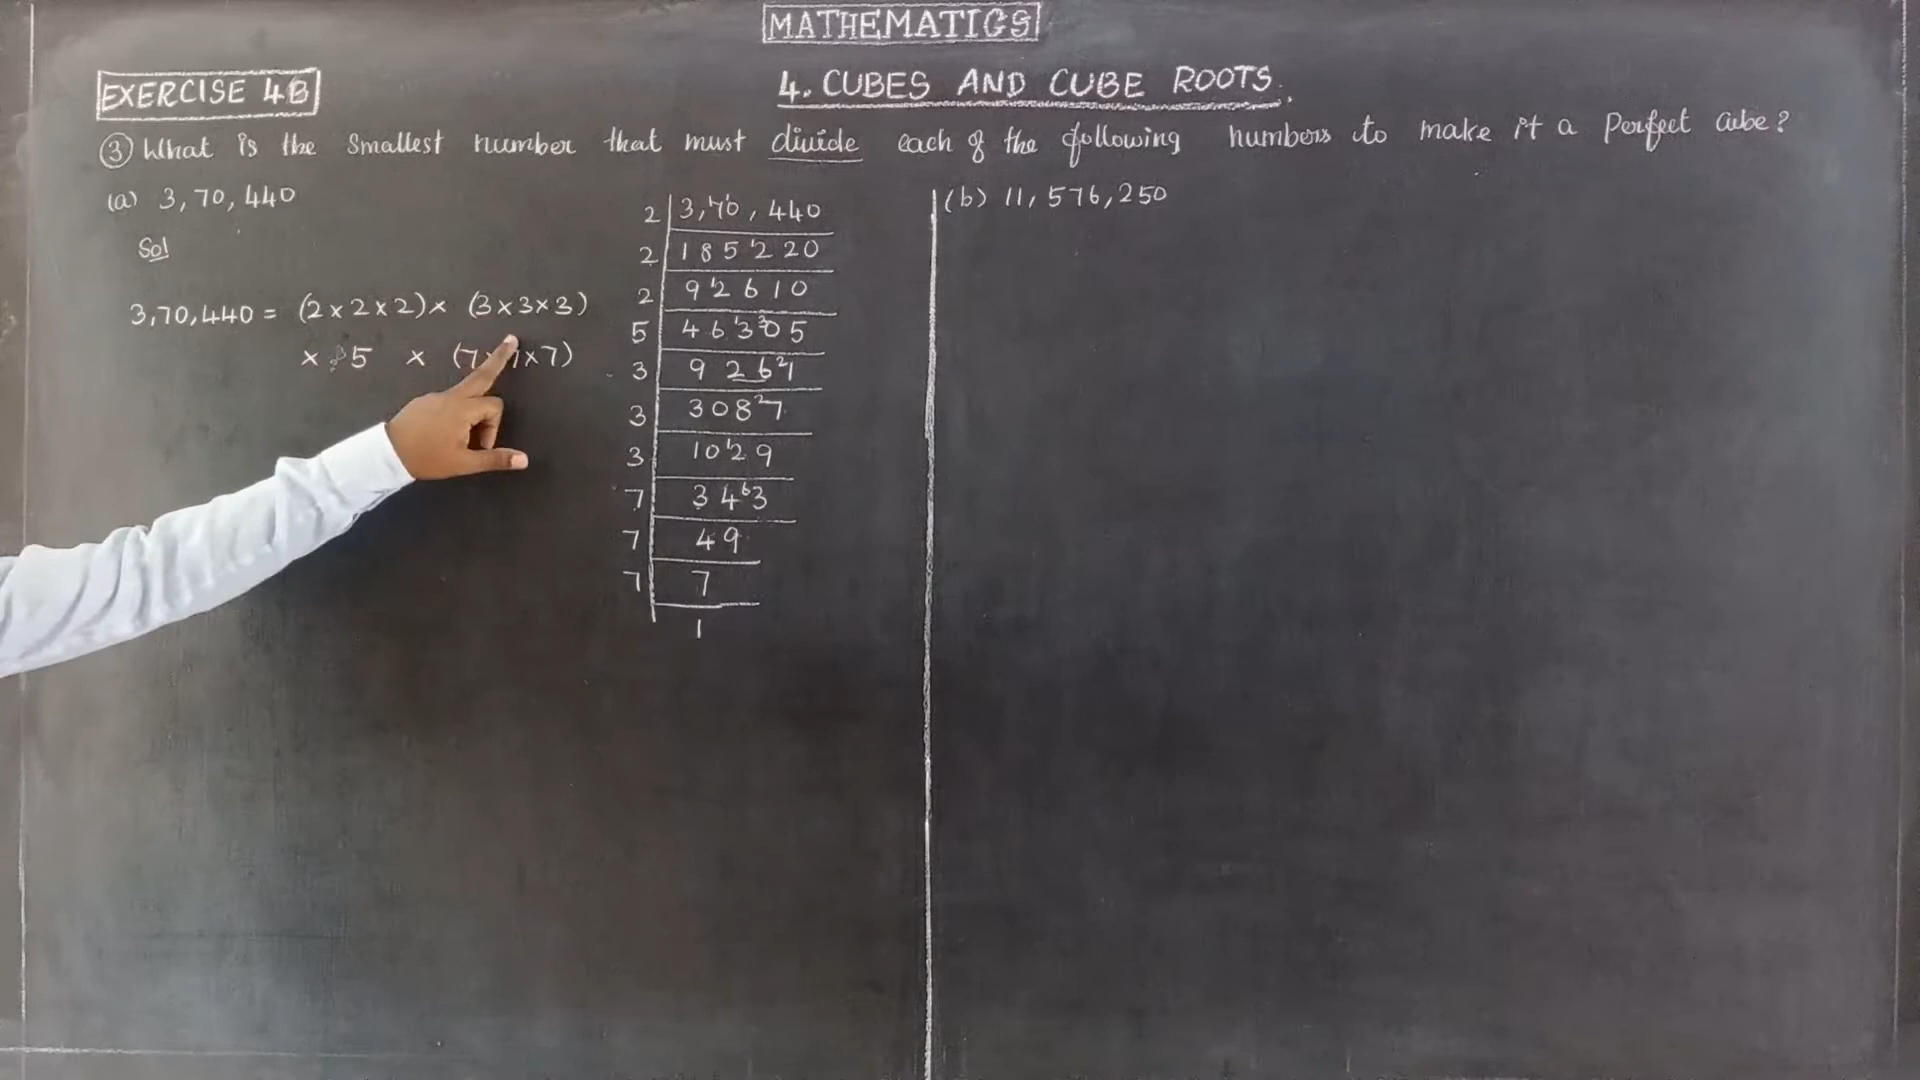 MATHEMATICS
EXERCISE 4B
4. CUBES AND CUBE ROOTS.
③ What is the Smallest number that must divide each of the following numbers to make it a perfect cube?
(a) 3,70,440
Sol
3,70,440 = (2×2×2)× (3×3×3)
× 5 × (7×7×7)
2 3,70,440
2 185220
2 92610
5 46305
3 9261
3 3087
3 1029
7 343
7 49
7 7
1
(b) 11,576,250